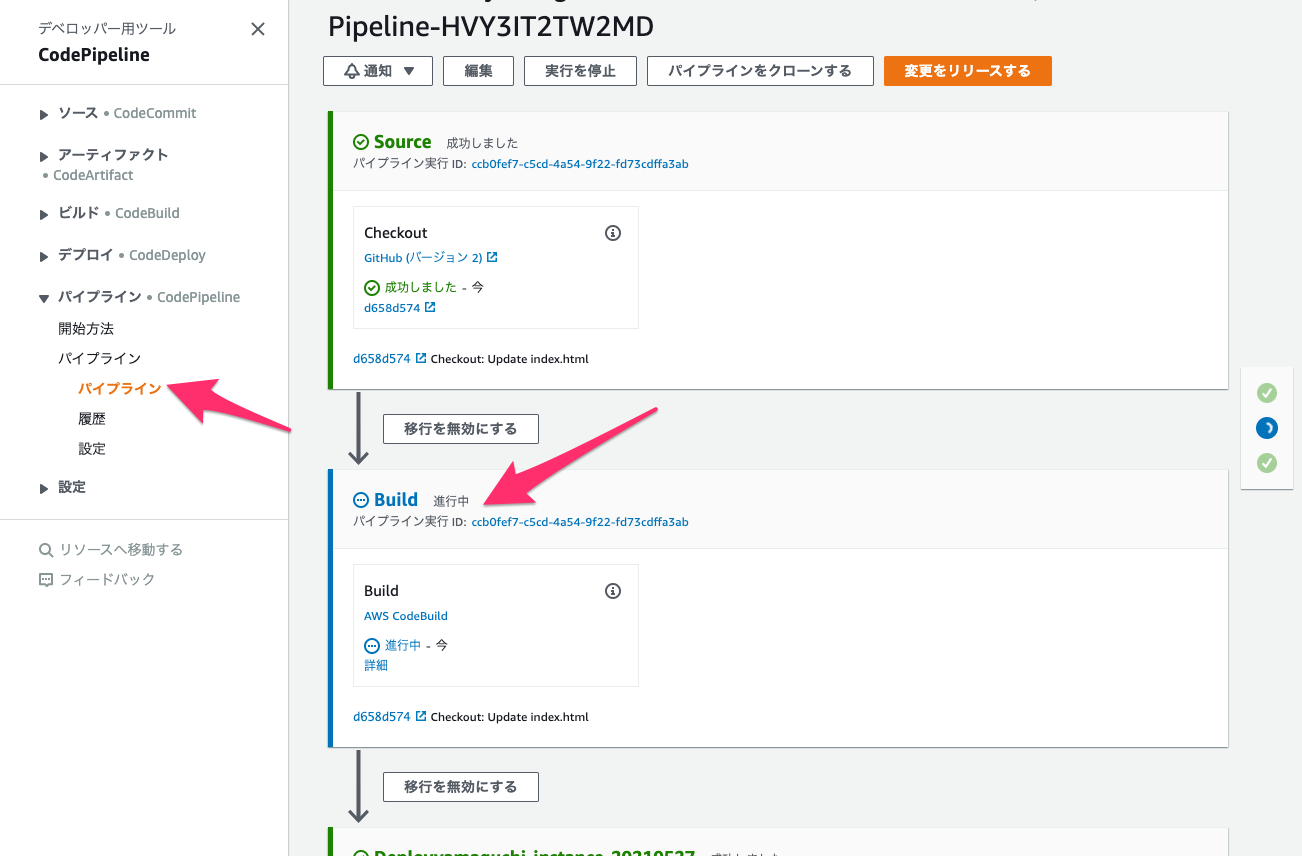 デベロッパー用ツール
CodePipeline
ソース • CodeCommit
アーティファクト
• CodeArtifact
ビルド • CodeBuild
デプロイ • CodeDeploy
パイプライン • CodePipeline
開始方法
パイプライン
パイプライン
履歴
設定
設定
リソースへ移動する
フィードバック
Pipeline-HVY3IT2TW2MD
通知 ▼
編集
実行を停止
パイプラインをクローンする
変更をリリースする
Source 成功しました
パイプライン実行 ID: ccb0fef7-c5cd-4a54-9f22-fd73cdffa3ab
Checkout
GitHub (バージョン 2)
成功しました - 今
d658d574
d658d574 Checkout: Update index.html
移行を無効にする
Build 進行中
パイプライン実行 ID: ccb0fef7-c5cd-4a54-9f22-fd73cdffa3ab
Build
AWS CodeBuild
進行中 - 今
詳細
d658d574 Checkout: Update index.html
移行を無効にする
Deployyamaguchi-instance-20210527 成功しました